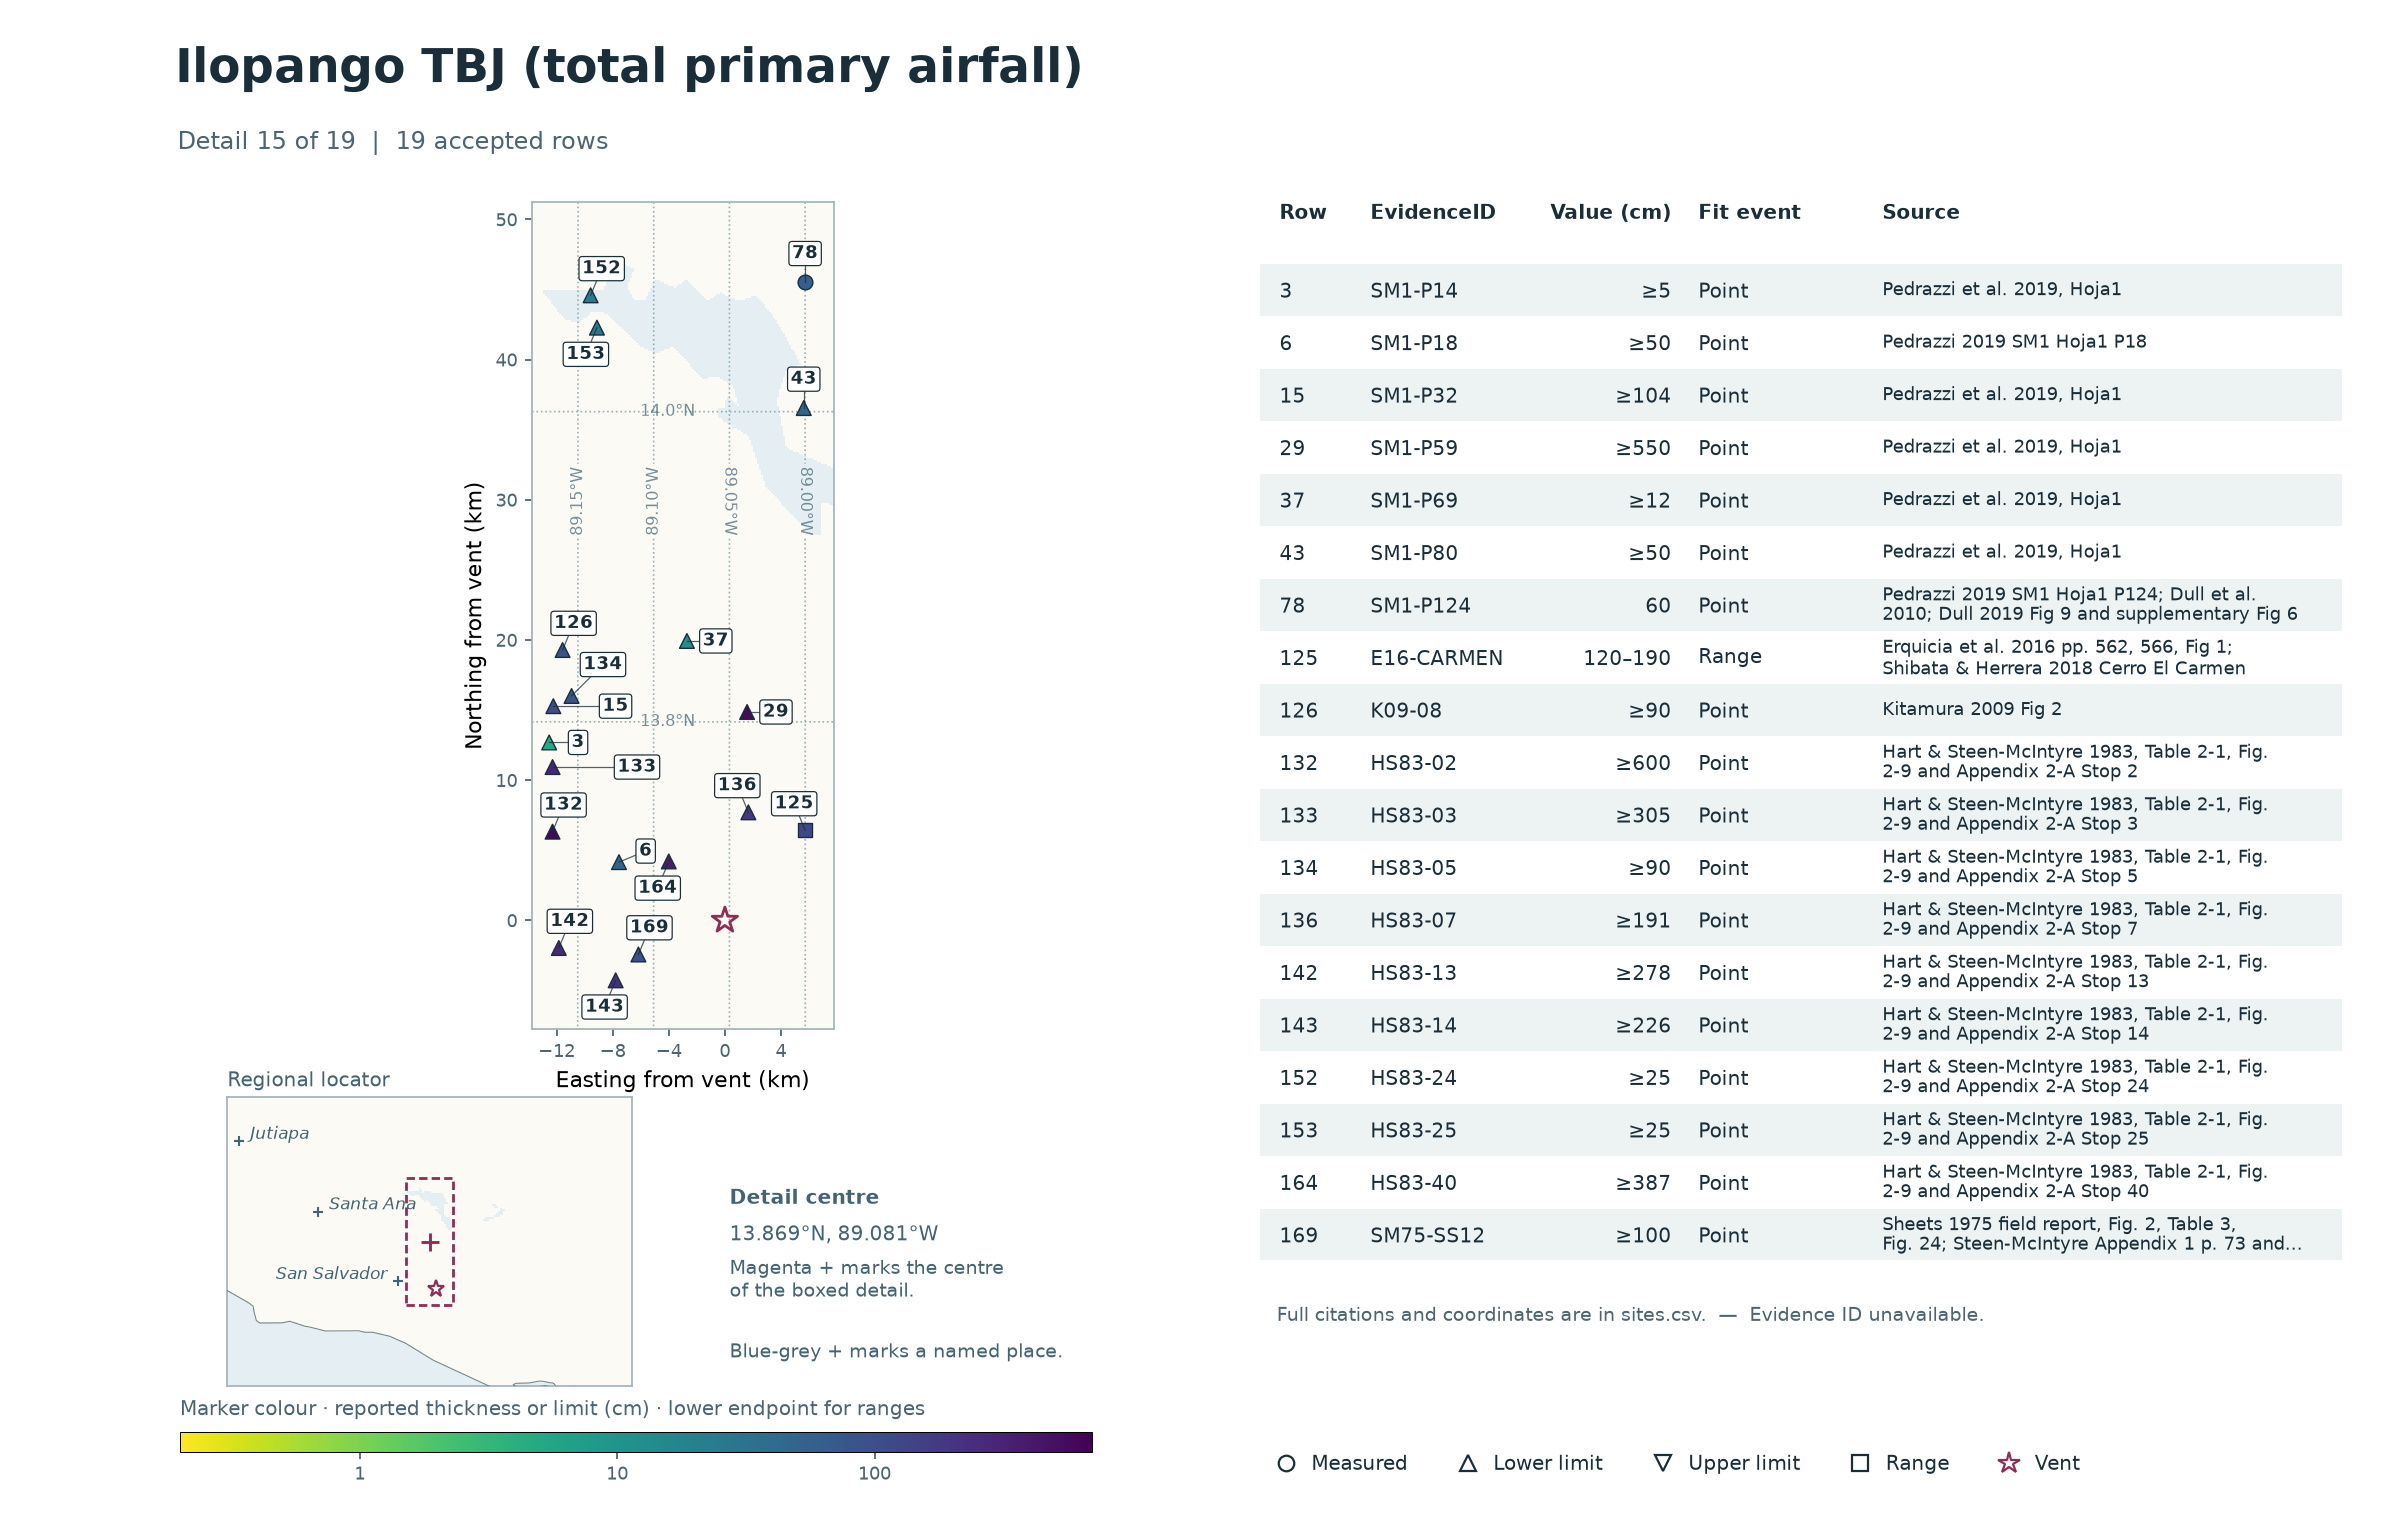 Ilopango TBJ (total primary airfall)
Detail 15 of 19 | 19 accepted rows
50
40
30
20
10
0
Northing from vent (km)
−12 −8 −4 0 4
Easting from vent (km)
152
78
153
43
14.0°N
89.15°W 89.10°W 89.05°W 89.00°W
126
37
134
15
29
13.8°N
3
133
136
125
132
6
164
142
169
143
Regional locator
Jutiapa
Santa Ana
San Salvador
Detail centre
13.869°N, 89.081°W
Magenta + marks the centre
of the boxed detail.
Blue-grey + marks a named place.
Marker colour · reported thickness or limit (cm) · lower endpoint for ranges
1 10 100
Row EvidenceID Value (cm) Fit event Source
3 SM1-P14 ≥5 Point Pedrazzi et al. 2019, Hoja1
6 SM1-P18 ≥50 Point Pedrazzi 2019 SM1 Hoja1 P18
15 SM1-P32 ≥104 Point Pedrazzi et al. 2019, Hoja1
29 SM1-P59 ≥550 Point Pedrazzi et al. 2019, Hoja1
37 SM1-P69 ≥12 Point Pedrazzi et al. 2019, Hoja1
43 SM1-P80 ≥50 Point Pedrazzi et al. 2019, Hoja1
78 SM1-P124 60 Point Pedrazzi 2019 SM1 Hoja1 P124; Dull et al.
2010; Dull 2019 Fig 9 and supplementary Fig 6
125 E16-CARMEN 120–190 Range Erquicia et al. 2016 pp. 562, 566, Fig 1;
Shibata & Herrera 2018 Cerro El Carmen
126 K09-08 ≥90 Point Kitamura 2009 Fig 2
132 HS83-02 ≥600 Point Hart & Steen-McIntyre 1983, Table 2-1, Fig.
2-9 and Appendix 2-A Stop 2
133 HS83-03 ≥305 Point Hart & Steen-McIntyre 1983, Table 2-1, Fig.
2-9 and Appendix 2-A Stop 3
134 HS83-05 ≥90 Point Hart & Steen-McIntyre 1983, Table 2-1, Fig.
2-9 and Appendix 2-A Stop 5
136 HS83-07 ≥191 Point Hart & Steen-McIntyre 1983, Table 2-1, Fig.
2-9 and Appendix 2-A Stop 7
142 HS83-13 ≥278 Point Hart & Steen-McIntyre 1983, Table 2-1, Fig.
2-9 and Appendix 2-A Stop 13
143 HS83-14 ≥226 Point Hart & Steen-McIntyre 1983, Table 2-1, Fig.
2-9 and Appendix 2-A Stop 14
152 HS83-24 ≥25 Point Hart & Steen-McIntyre 1983, Table 2-1, Fig.
2-9 and Appendix 2-A Stop 24
153 HS83-25 ≥25 Point Hart & Steen-McIntyre 1983, Table 2-1, Fig.
2-9 and Appendix 2-A Stop 25
164 HS83-40 ≥387 Point Hart & Steen-McIntyre 1983, Table 2-1, Fig.
2-9 and Appendix 2-A Stop 40
169 SM75-SS12 ≥100 Point Sheets 1975 field report, Fig. 2, Table 3,
Fig. 24; Steen-McIntyre Appendix 1 p. 73 and...
Full citations and coordinates are in sites.csv. — Evidence ID unavailable.
Measured Lower limit Upper limit Range Vent